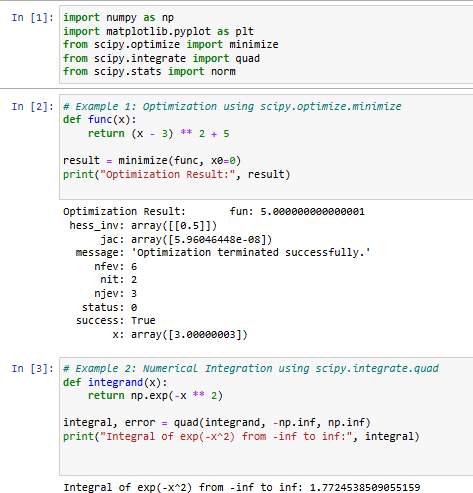 In [1]: import numpy as np
import matplotlib.pyplot as plt
from scipy.optimize import minimize
from scipy.integrate import quad
from scipy.stats import norm
In [2]: # Example 1: Optimization using scipy.optimize.minimize
def func(x):
    return (x - 3) ** 2 + 5
result = minimize(func, x0=0)
print("Optimization Result:", result)
Optimization Result:      fun: 5.000000000000001
 hess_inv: array([[0.5]])
      jac: array([5.96046448e-08])
  message: 'Optimization terminated successfully.'
     nfev: 6
      nit: 2
     njev: 3
   status: 0
  success: True
        x: array([3.00000003])
In [3]: # Example 2: Numerical Integration using scipy.integrate.quad
def integrand(x):
    return np.exp(-x ** 2)
integral, error = quad(integrand, -np.inf, np.inf)
print("Integral of exp(-x^2) from -inf to inf:", integral)
Integral of exp(-x^2) from -inf to inf: 1.7724538509055159